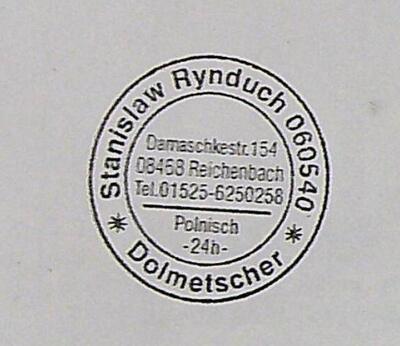 Stanislaw Rynduch 060540
Damaschkestr.154
08468 Reichenbach
Tel.01525-6250258
Polnisch
-24h-
* Dolmetscher *